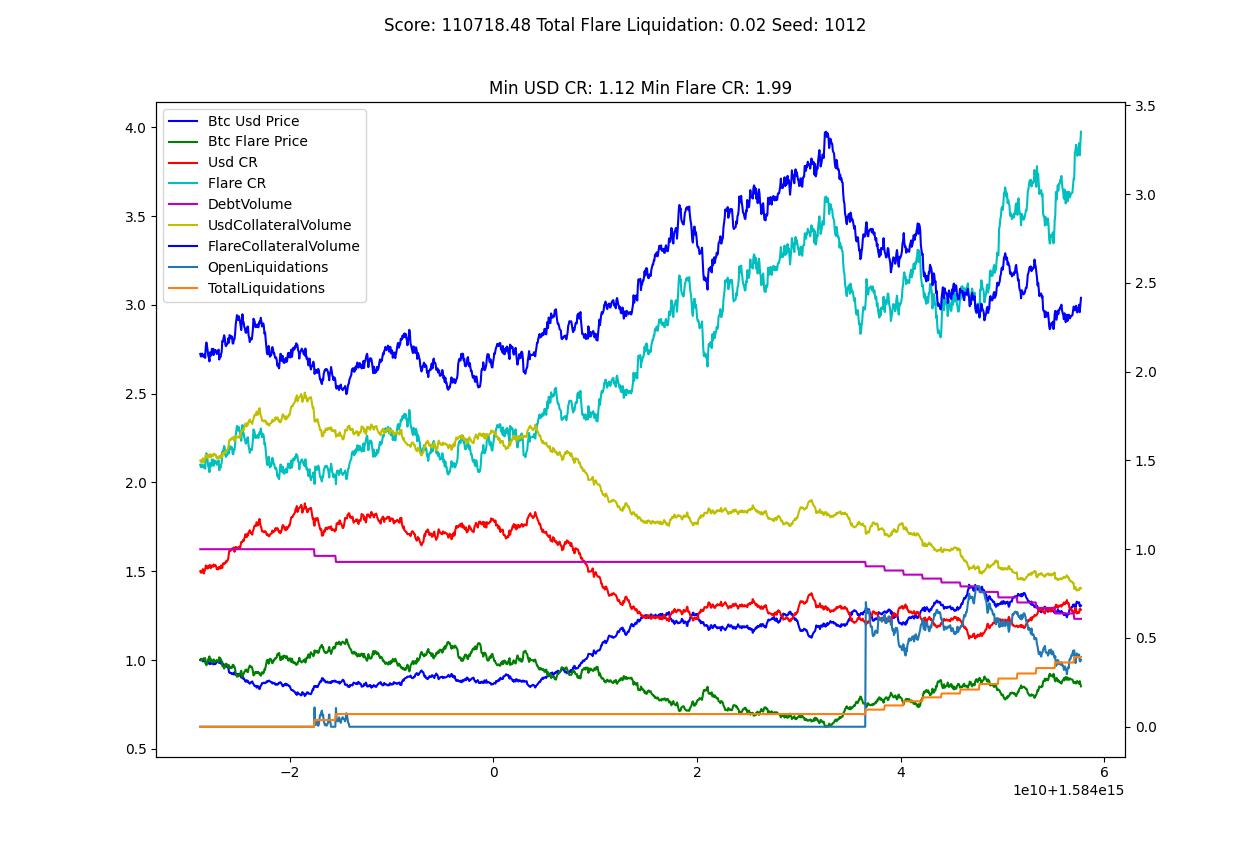 Score: 110718.48 Total Flare Liquidation: 0.02 Seed: 1012
Min USD CR: 1.12 Min Flare CR: 1.99
Btc Usd Price
Btc Flare Price
Usd CR
Flare CR
DebtVolume
UsdCollateralVolume
FlareCollateralVolume
OpenLiquidations
TotalLiquidations
4.0
3.5
3.0
2.5
2.0
1.5
1.0
0.5
3.5
3.0
2.5
2.0
1.5
1.0
0.5
0.0
−2 0 2 4 6
1e10+1.584e15